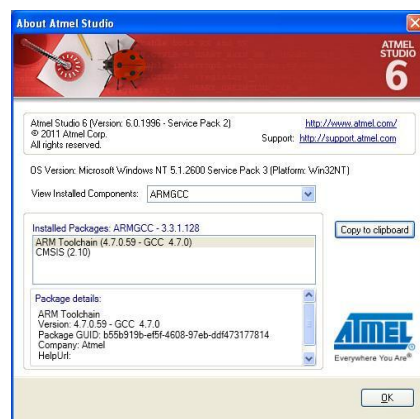 About Atmel Studio
ATMEL
STUDIO
6
Atmel Studio 6 (Version: 6.0.1996 - Service Pack 2)
© 2011 Atmel Corp.
All rights reserved.
http://www.atmel.com/
Support: http://support.atmel.com
OS Version: Microsoft Windows NT 5.1.2600 Service Pack 3 (Platform: Win32NT)
View Installed Components: ARMGCC
Installed Packages: ARMGCC - 3.3.1.128
Copy to clipboard
ARM Toolchain (4.7.0.59 - GCC 4.7.0)
CMSIS (2.10)
Package details:
ARM Toolchain
Version: 4.7.0.59 - GCC 4.7.0
Package GUID: b55b919b-ef5f-4608-97eb-ddf473177814
Company: Atmel
HelpUrl:
ATMEL
Everywhere You Are®
OK